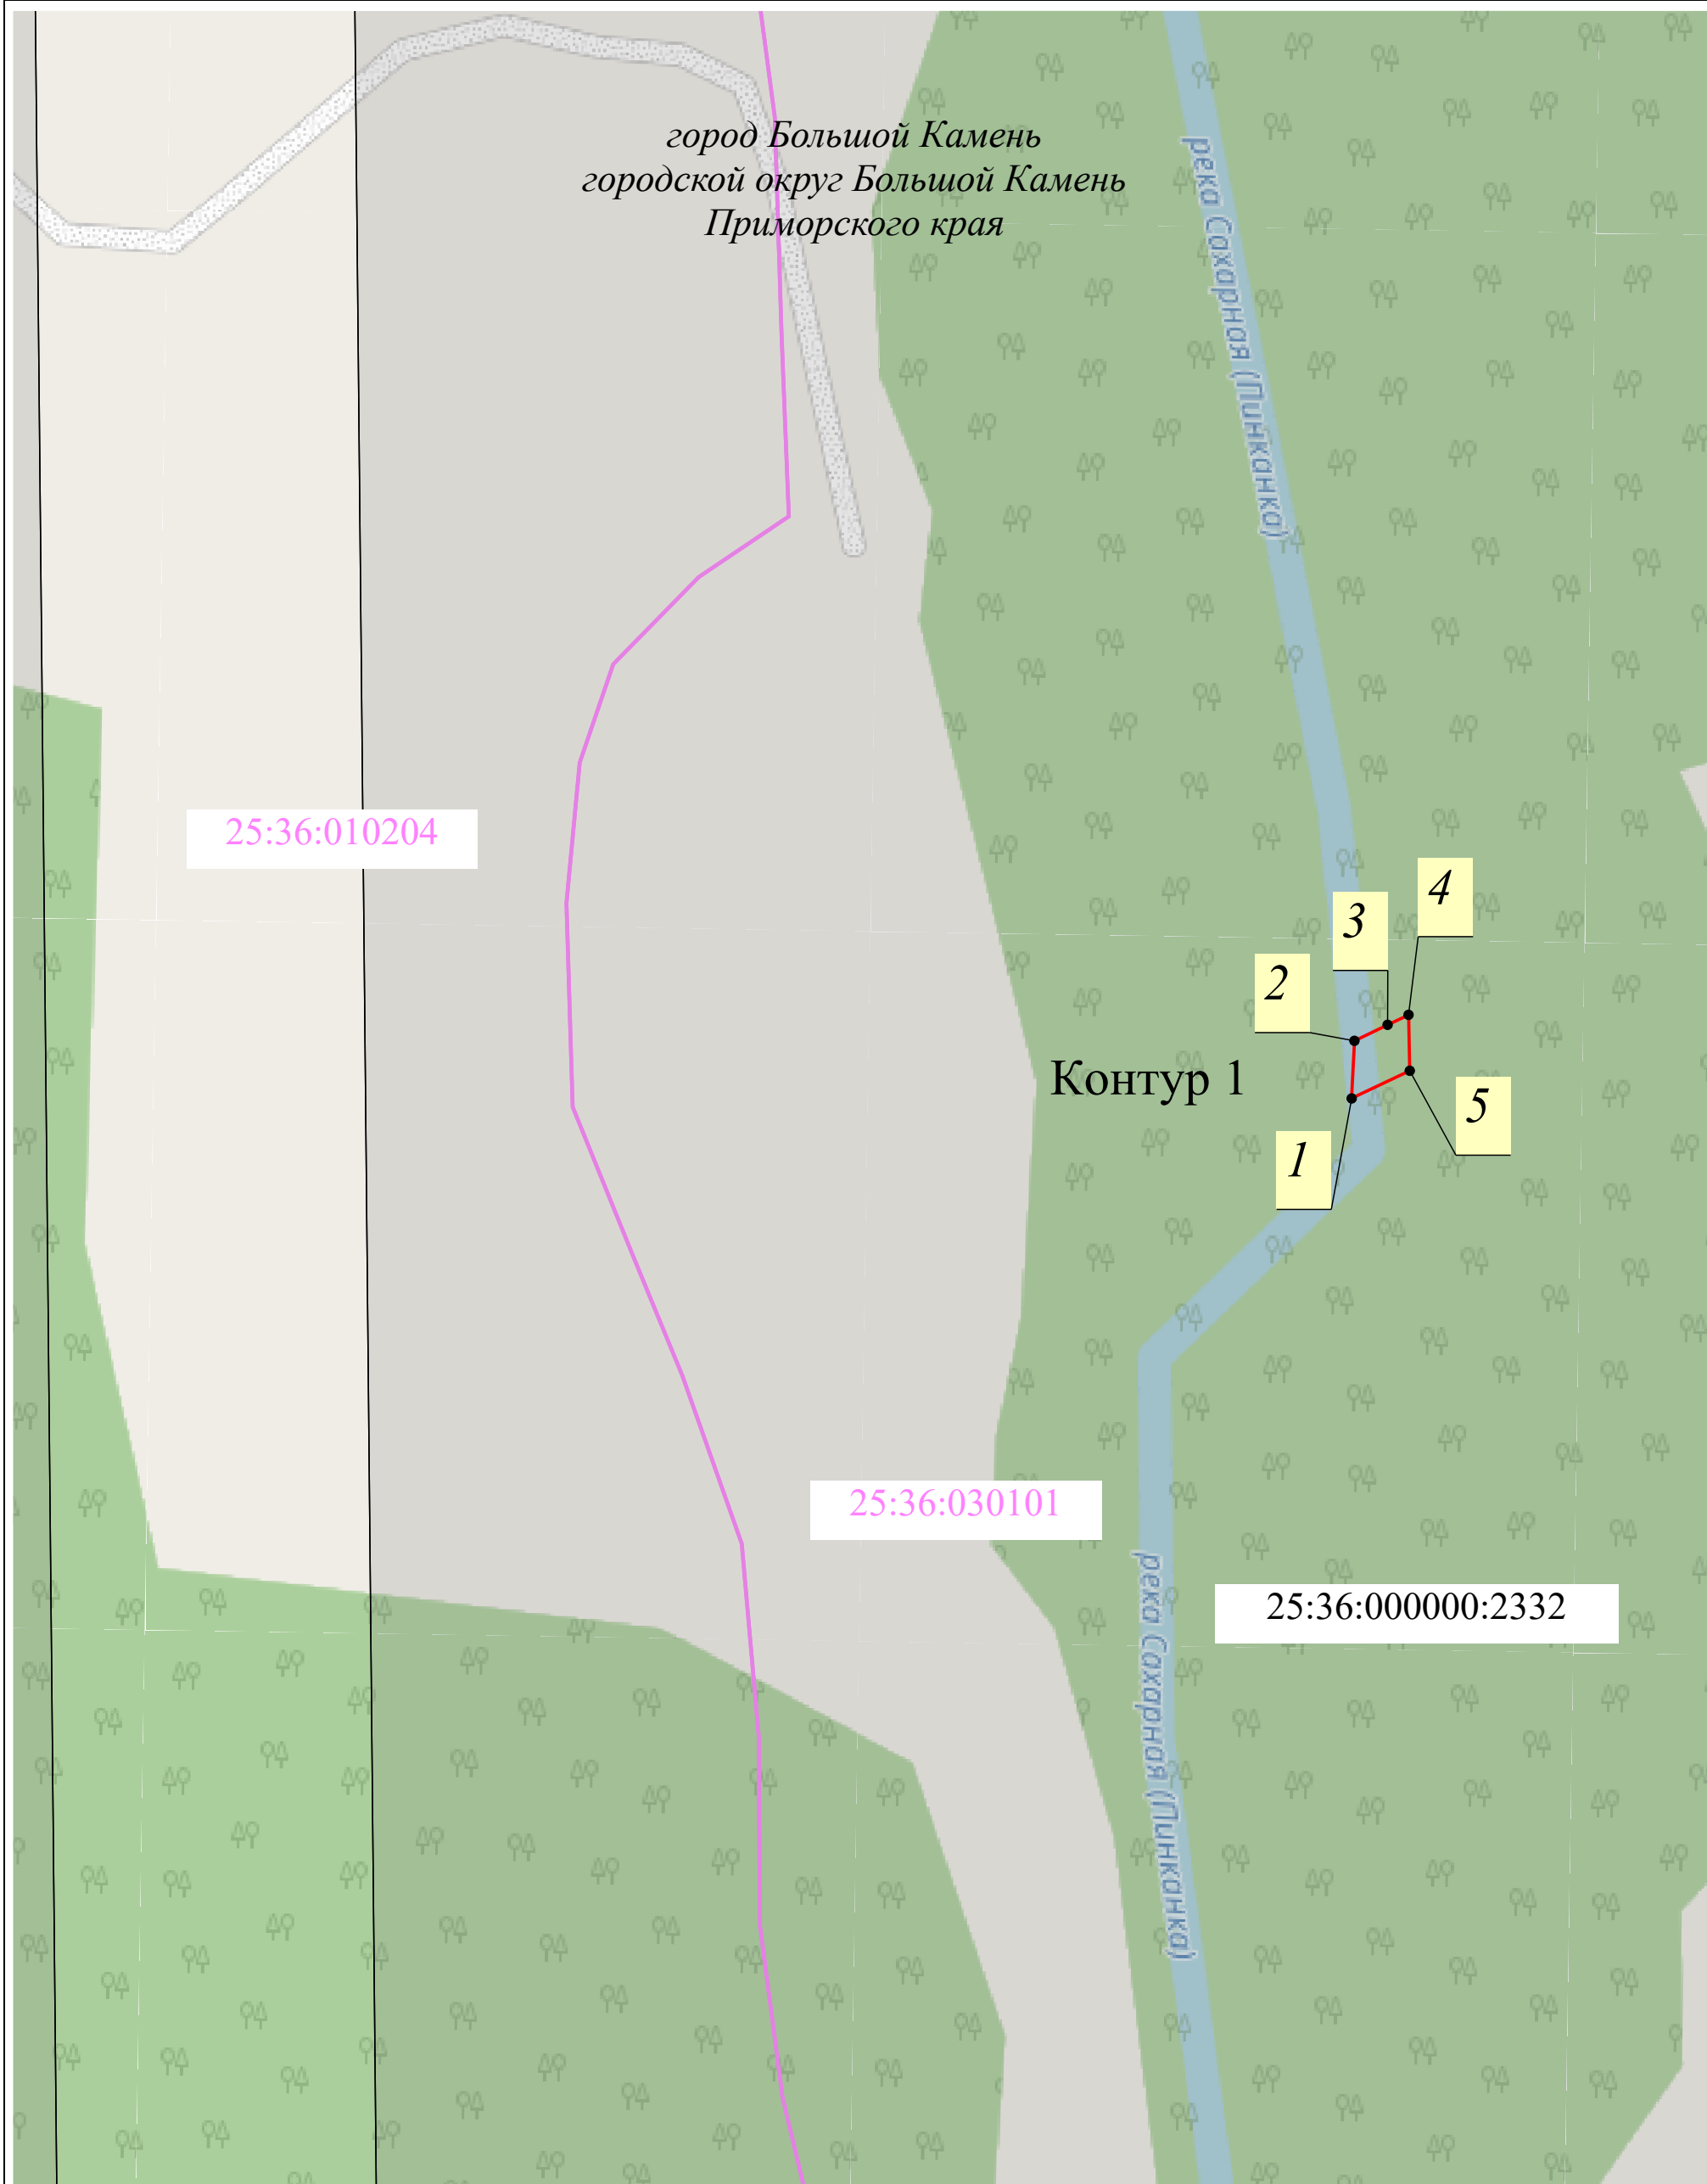 город Большой Камень
городской округ Большой Камень
Приморского края
река Сахарная (Пинканка)
25:36:010204
4
3
2
Контур 1
5
1
25:36:030101
река Сахарная (Пинканка)
25:36:000000:2332